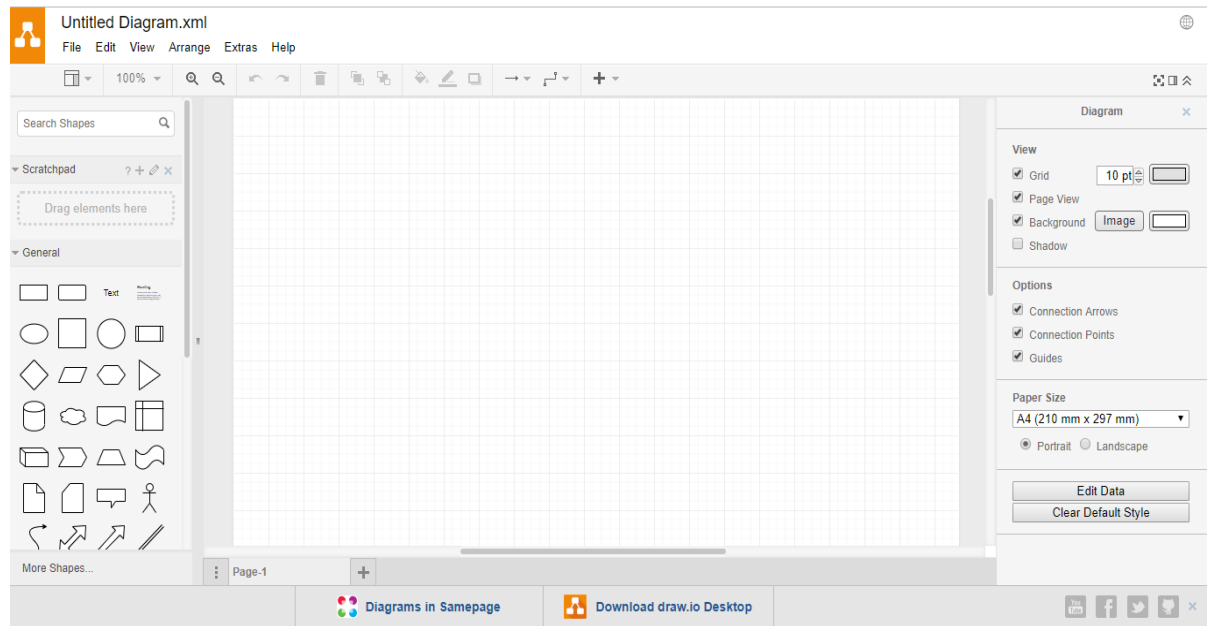 Untitled Diagram.xml
File Edit View Arrange Extras Help
100%
Search Shapes
Scratchpad
?
Drag elements here
General
Text
Heading
More Shapes...
Page-1
Diagram
View
Grid 10 pt
Page View
Background Image
Shadow
Options
Connection Arrows
Connection Points
Guides
Paper Size
A4 (210 mm x 297 mm)
Portrait Landscape
Edit Data
Clear Default Style
Diagrams in Samepage
Download draw.io Desktop
You Tube